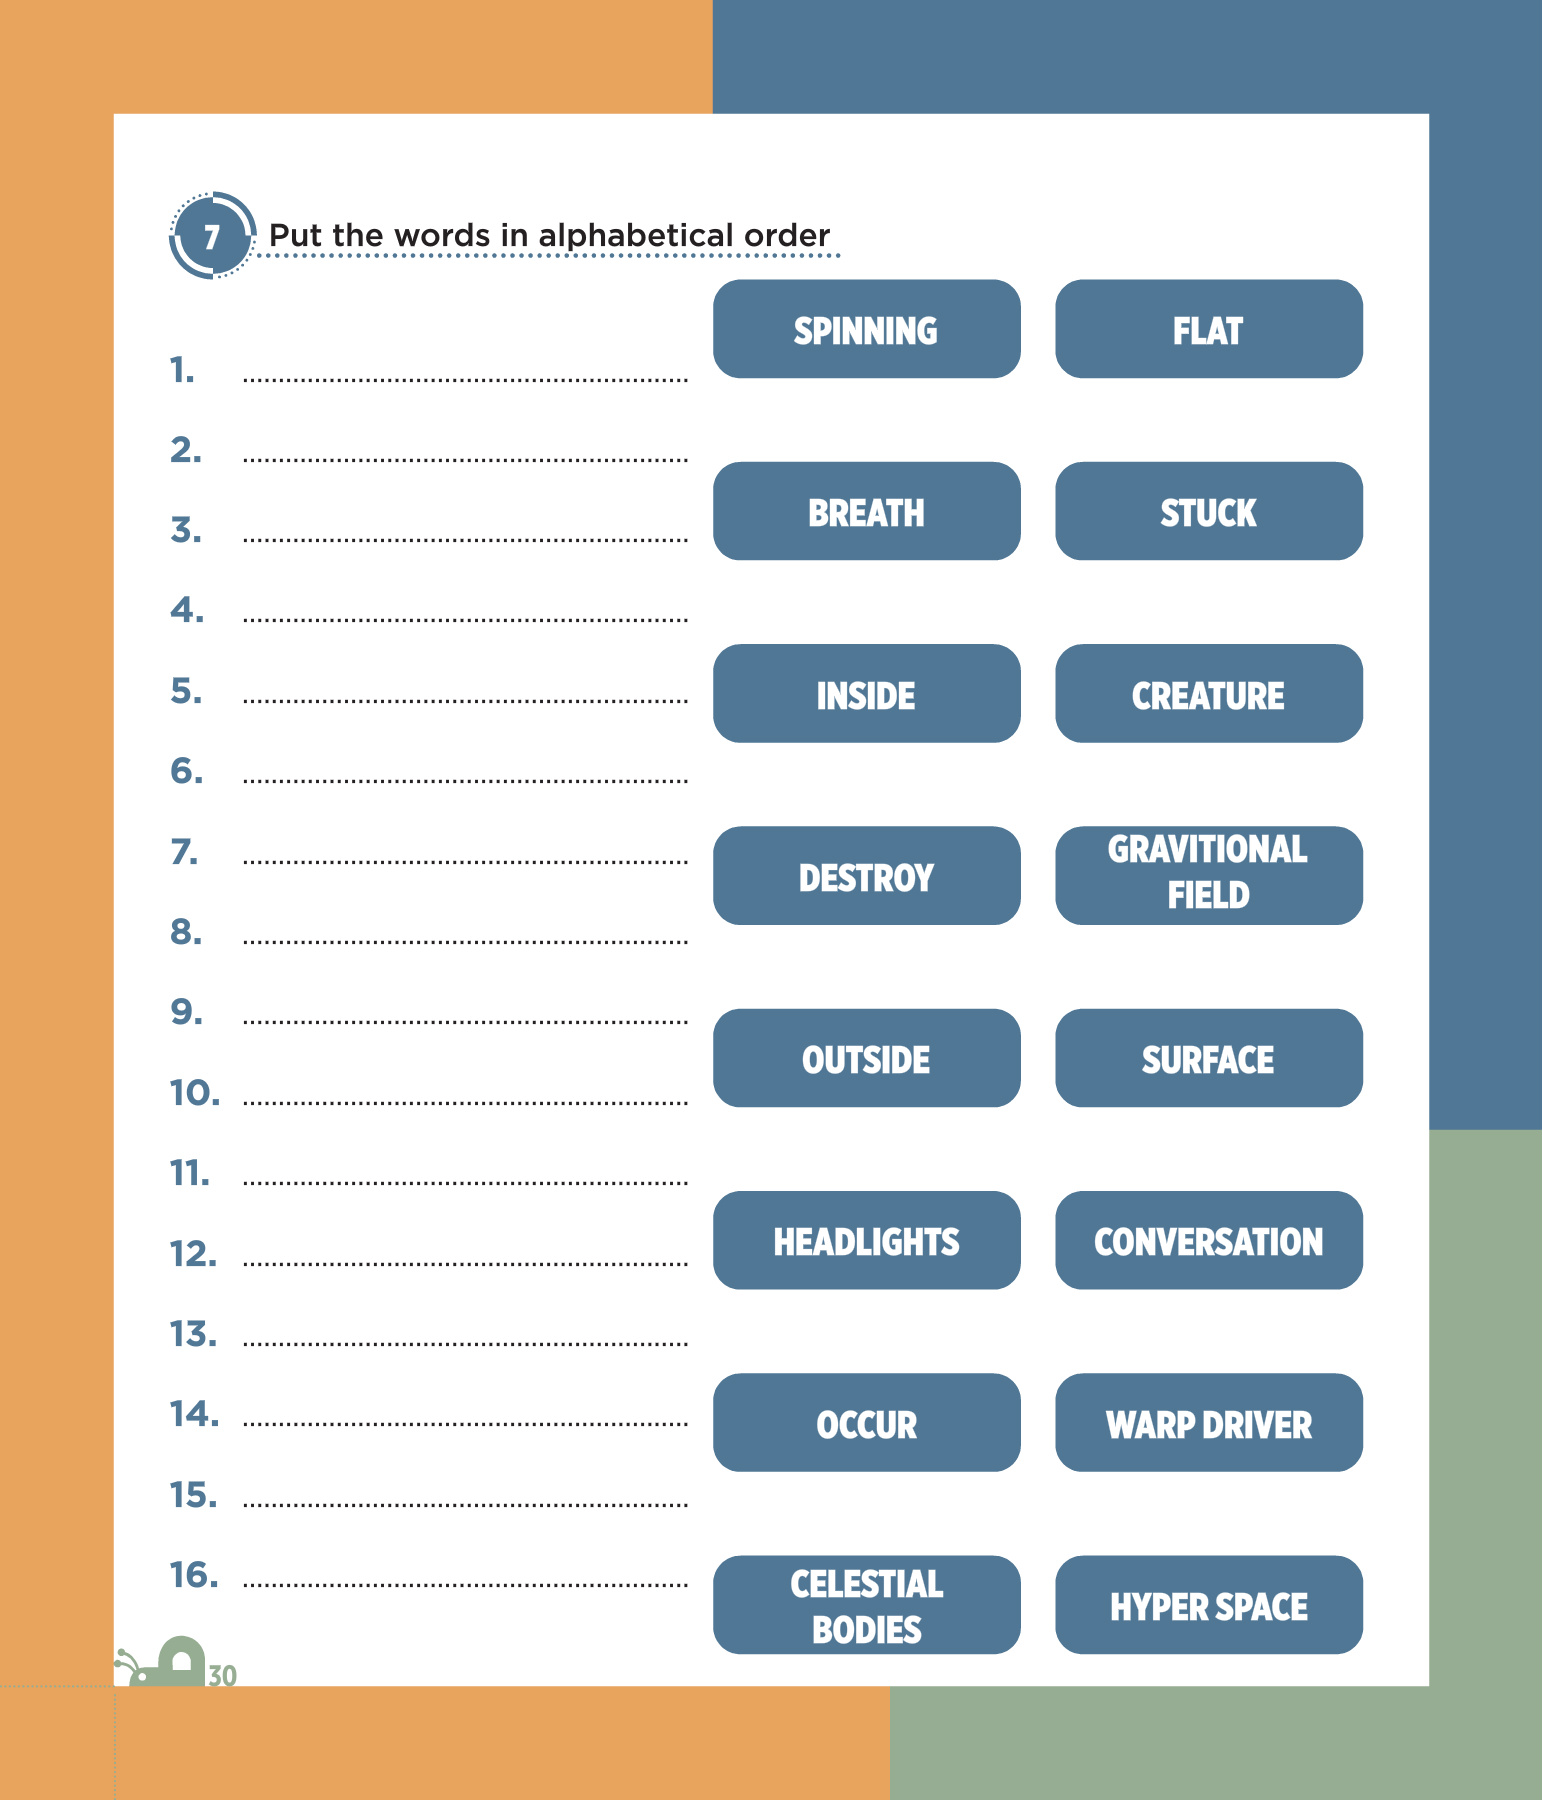 7
Put the words in alphabetical order
1.
2.
3.
4.
5.
6.
7.
8.
9.
10.
11.
12.
13.
14.
15.
16.
SPINNING
FLAT
BREATH
STUCK
INSIDE
CREATURE
DESTROY
GRAVITIONAL
FIELD
OUTSIDE
SURFACE
HEADLIGHTS
CONVERSATION
OCCUR
WARP DRIVER
CELESTIAL
BODIES
HYPER SPACE
30